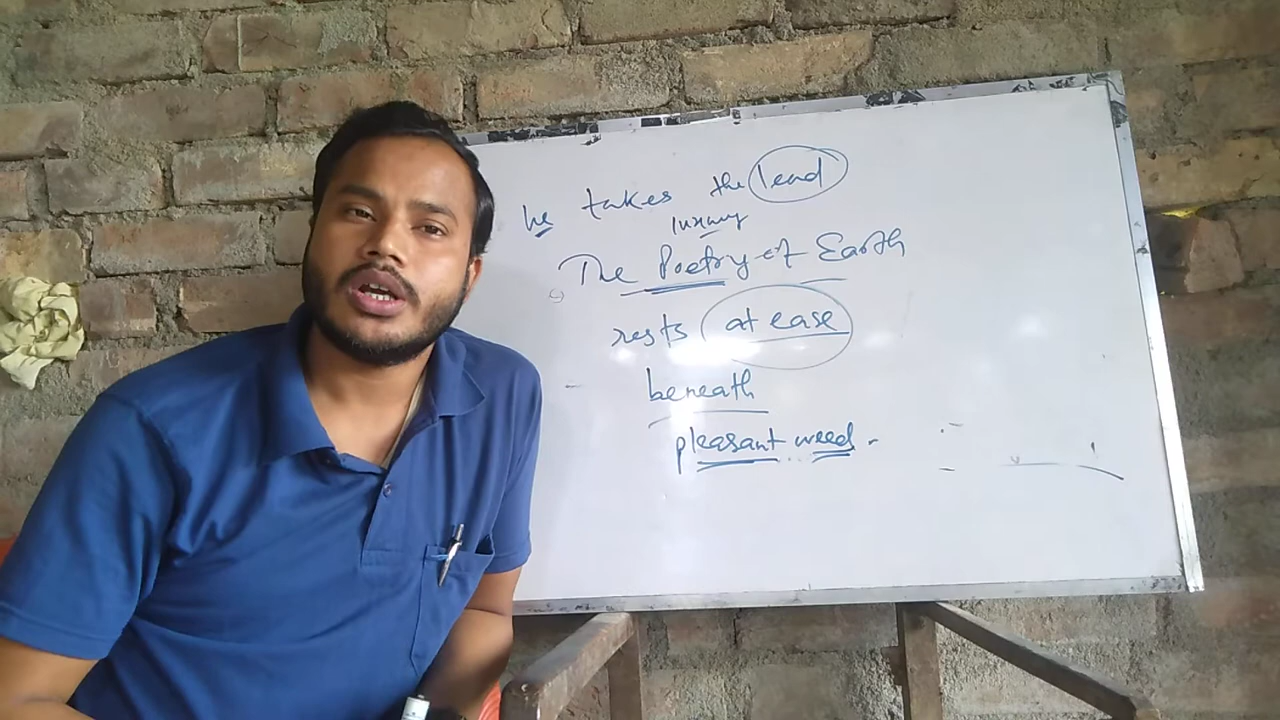 he takes the lead
luxury
The Poetry of Earth
rests at ease
beneath
pleasant weed.